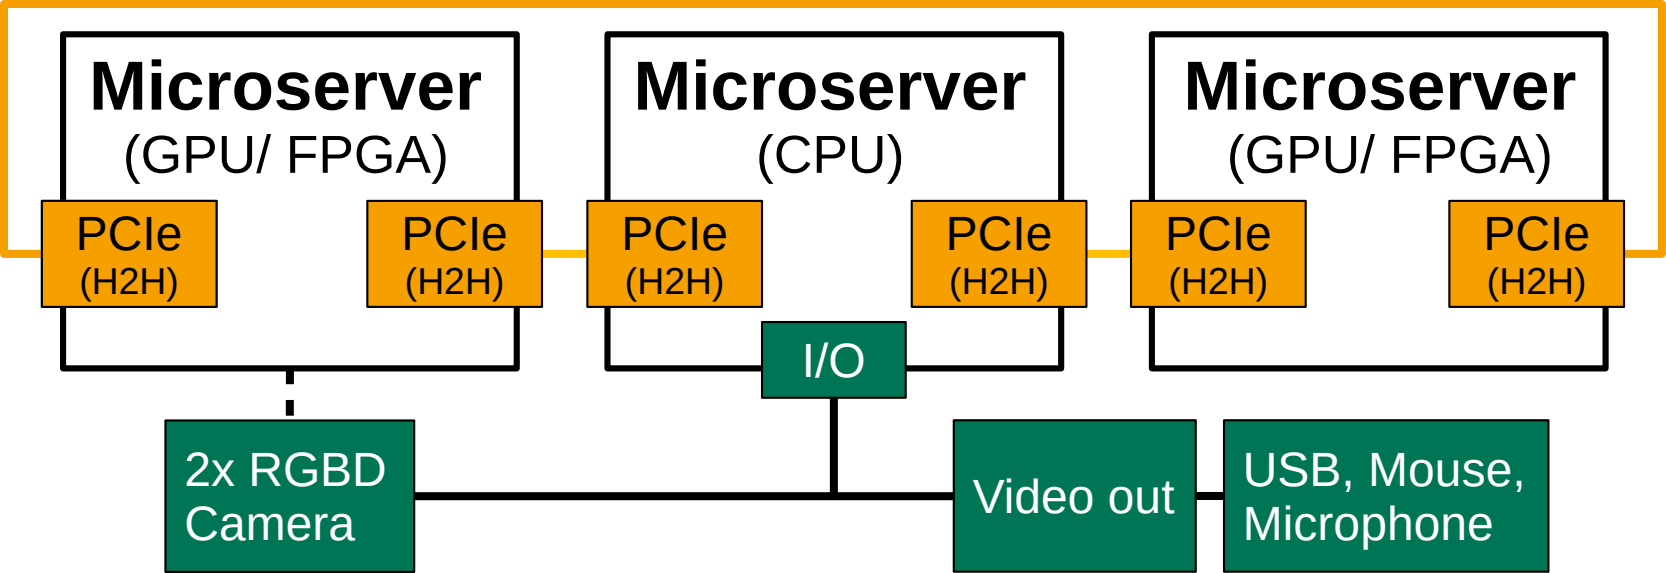 Microserver
(GPU/ FPGA)
Microserver
(CPU)
Microserver
(GPU/ FPGA)
PCIe
(H2H)
PCIe
(H2H)
PCIe
(H2H)
PCIe
(H2H)
PCIe
(H2H)
PCIe
(H2H)
I/O
2x RGBD
Camera
Video out
USB, Mouse,
Microphone